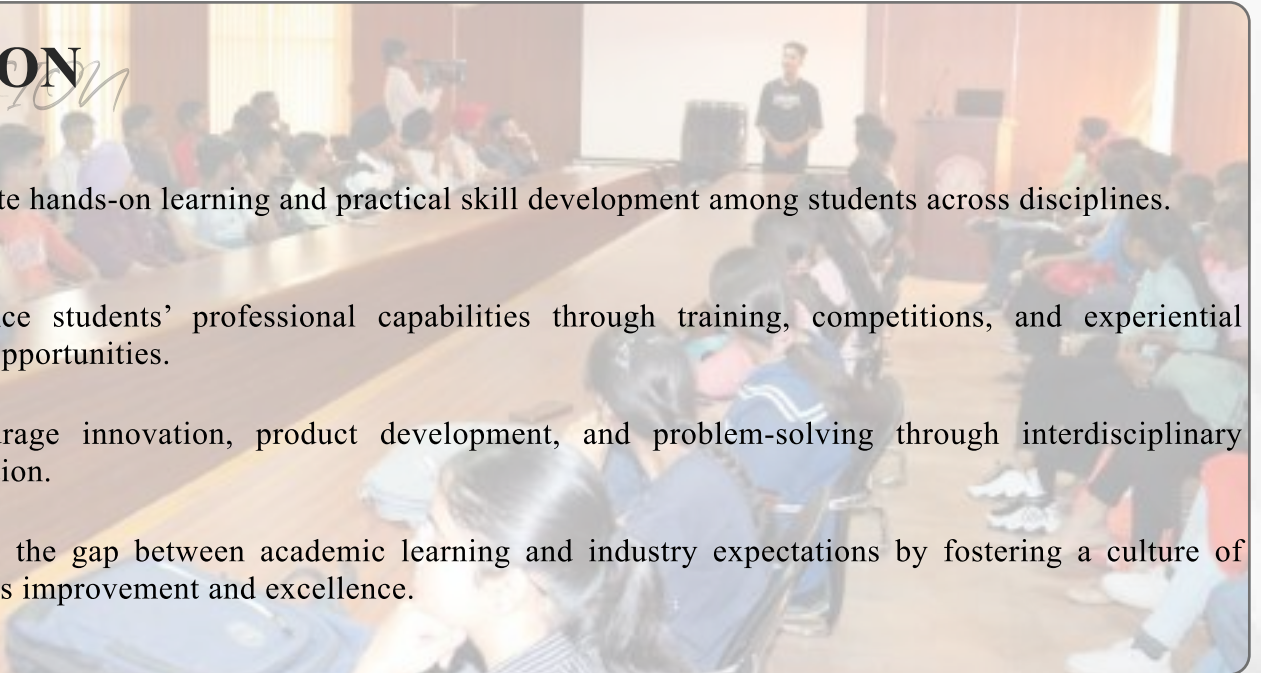 ON
ION
te hands-on learning and practical skill development among students across disciplines.
ce students’ professional capabilities through training, competitions, and experiential
pportunities.
rage innovation, product development, and problem-solving through interdisciplinary
ion.
the gap between academic learning and industry expectations by fostering a culture of
s improvement and excellence.